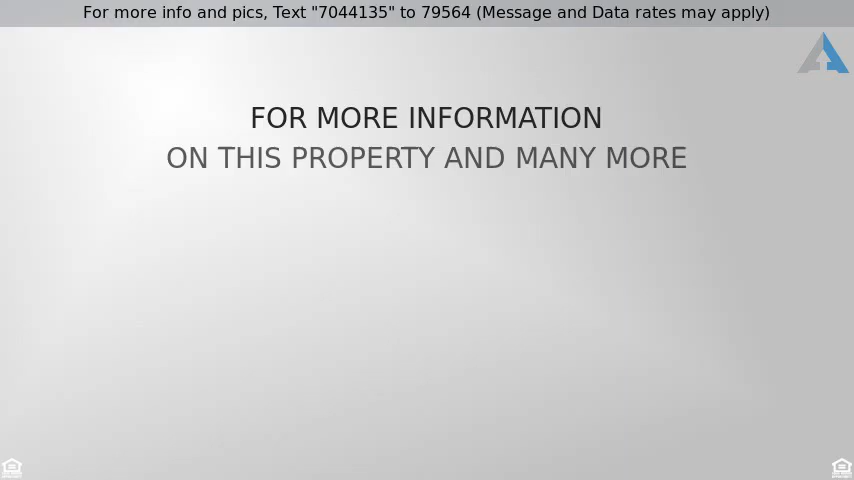 For more info and pics, Text "7044135" to 79564 (Message and Data rates may apply)
FOR MORE INFORMATION
ON THIS PROPERTY AND MANY MORE